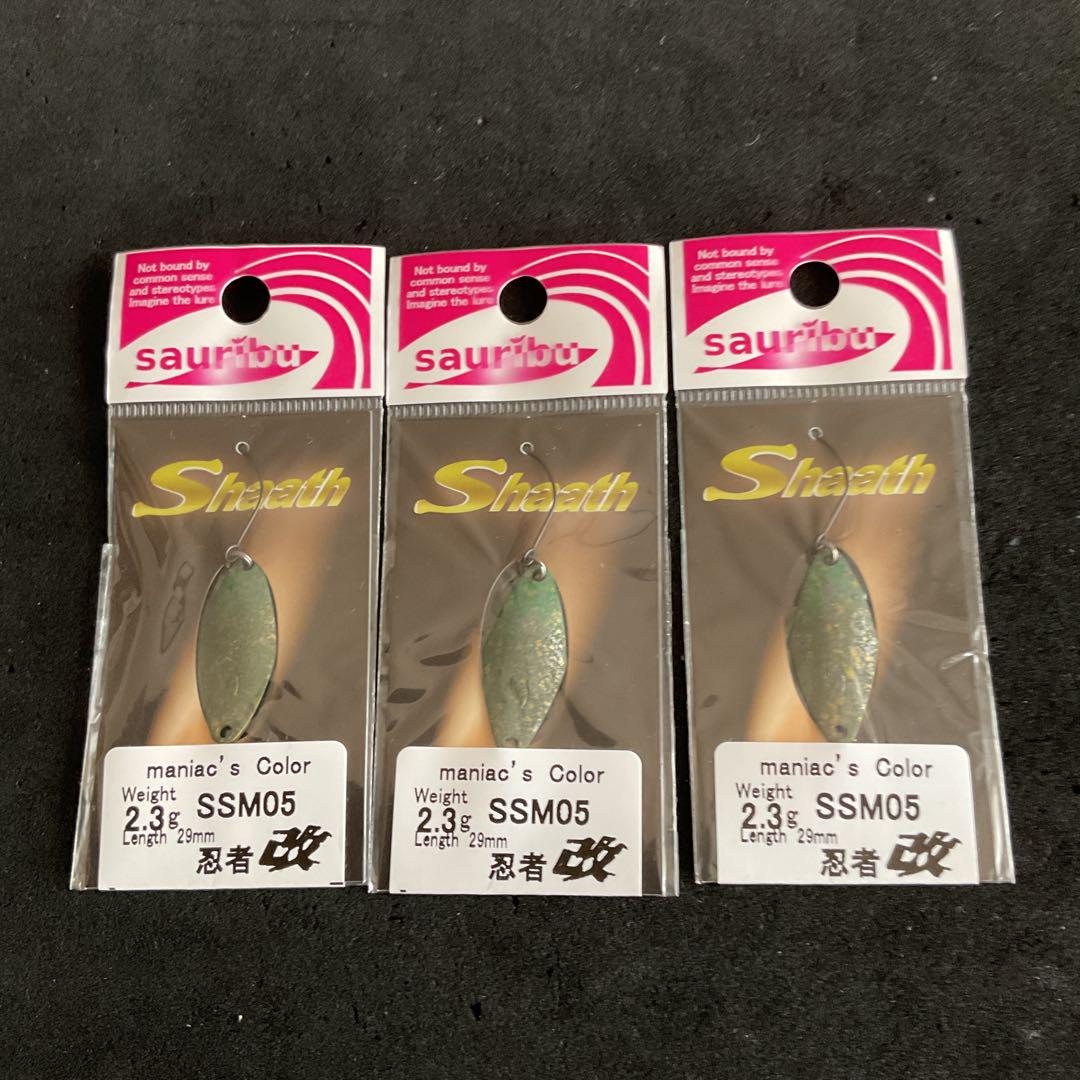 Not bound by
common sense
and stereotypes
Imagine the lure
sauribu
Sheath
maniac's Color
Weight
2.3g SSM05
Length 29mm
忍者 改
Not bound by
common sense
and stereotypes
Imagine the lure
sauribu
Sheath
maniac's Color
Weight
2.3g SSM05
Length 29mm
忍者 改
Not bound by
common sense
and stereotypes
Imagine the lure
sauribu
Sheath
maniac's Color
Weight
2.3g SSM05
Length 29mm
忍者 改